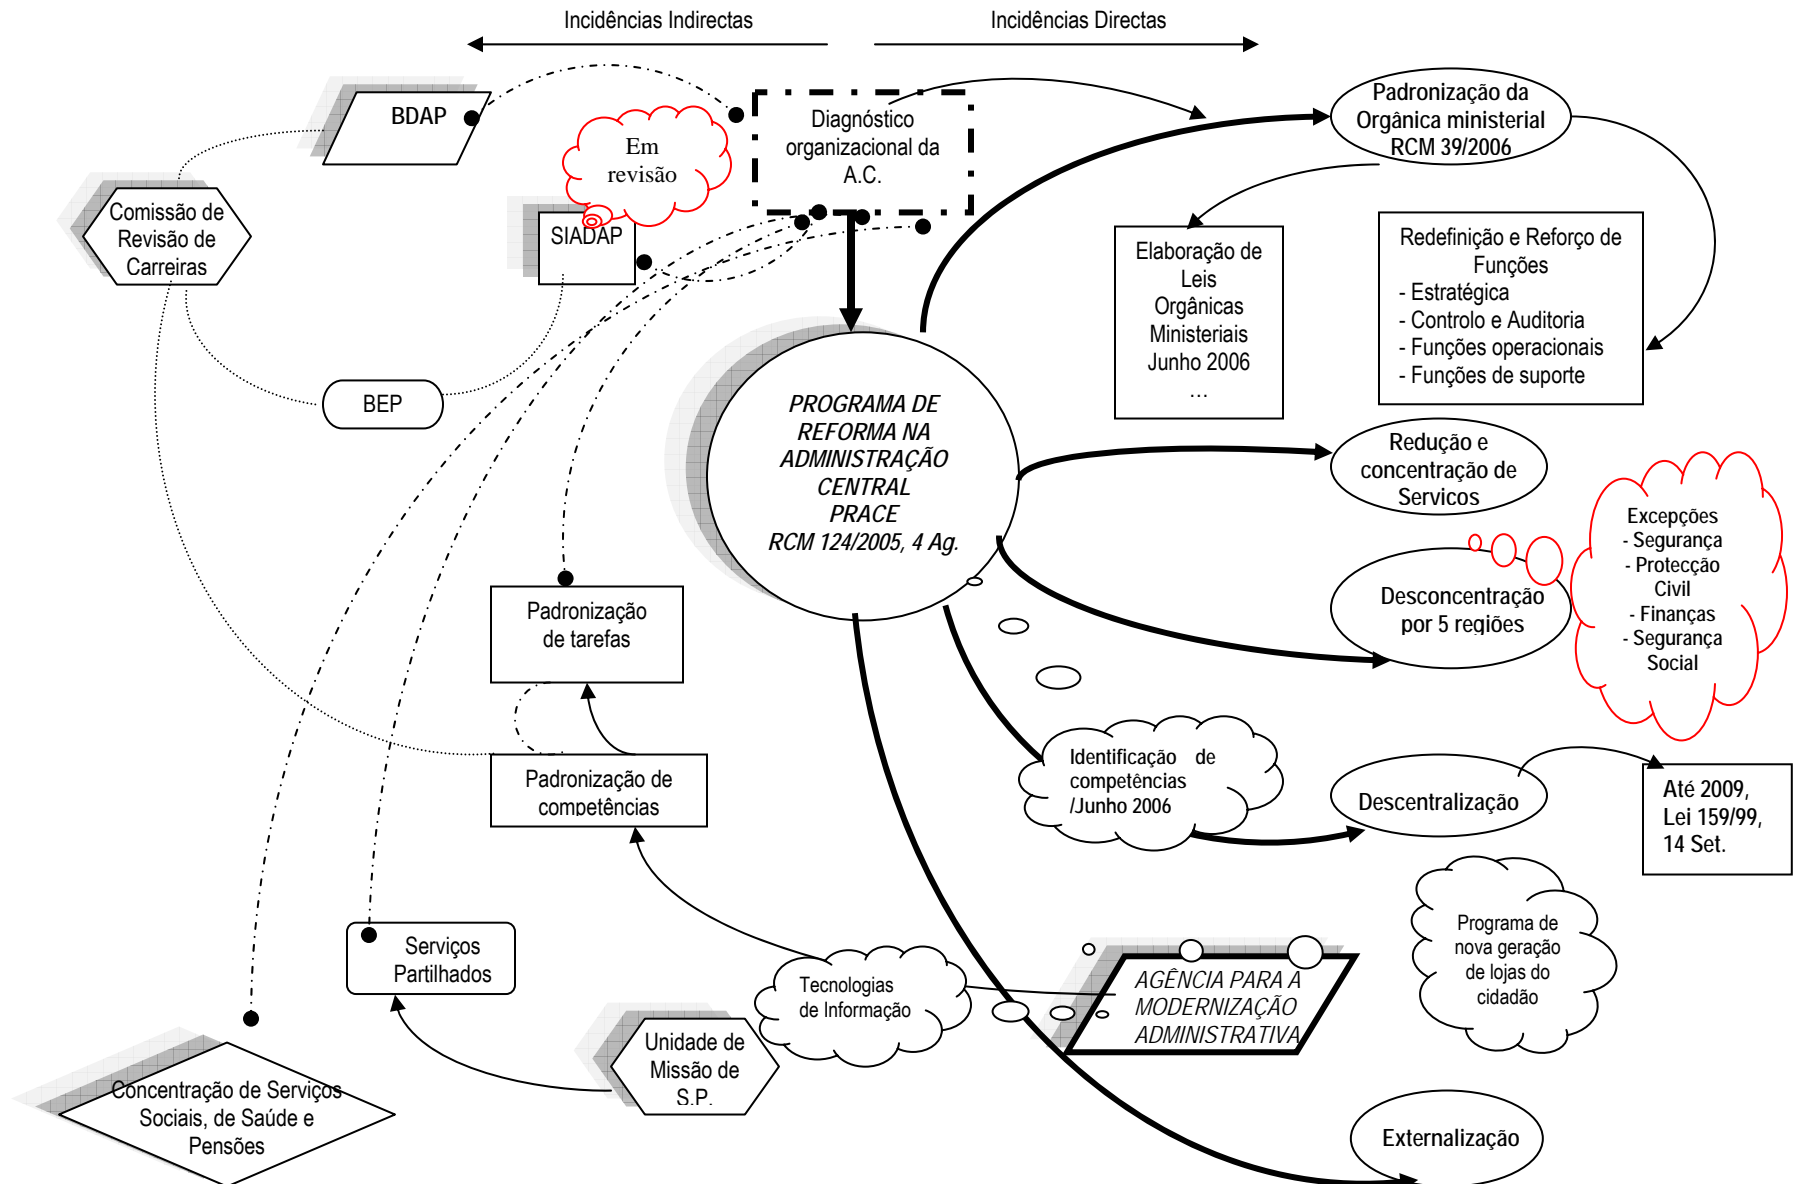 Incidências Indirectas
Incidências Directas
BDAP
Em
revisão
Diagnóstico
organizacional da
A.C.
Padronização da
Orgânica ministerial
RCM 39/2006
Comissão de
Revisão de
Carreiras
SIADAP
Elaboração de
Leis
Orgânicas
Ministeriais
Junho 2006
...
Redefinição e Reforço de
Funções
- Estratégica
- Controlo e Auditoria
- Funções operacionais
- Funções de suporte
BEP
PROGRAMA DE
REFORMA NA
ADMINISTRAÇÃO
CENTRAL
PRACE
RCM 124/2005, 4 Ag.
Redução e
concentração de
Servicos
Excepções
- Segurança
- Protecção
Civil
- Finanças
- Segurança
Social
Desconcentração
por 5 regiões
Padronização
de tarefas
Padronização de
competências
Identificação de
competências
/Junho 2006
Descentralização
Até 2009,
Lei 159/99,
14 Set.
Serviços
Partilhados
Tecnologias
de Informação
AGÊNCIA PARA A
MODERNIZAÇÃO
ADMINISTRATIVA
Programa de
nova geração
de lojas do
cidadão
Unidade de
Missão de
S.P.
Concentração de Serviços
Sociais, de Saúde e
Pensões
Externalização